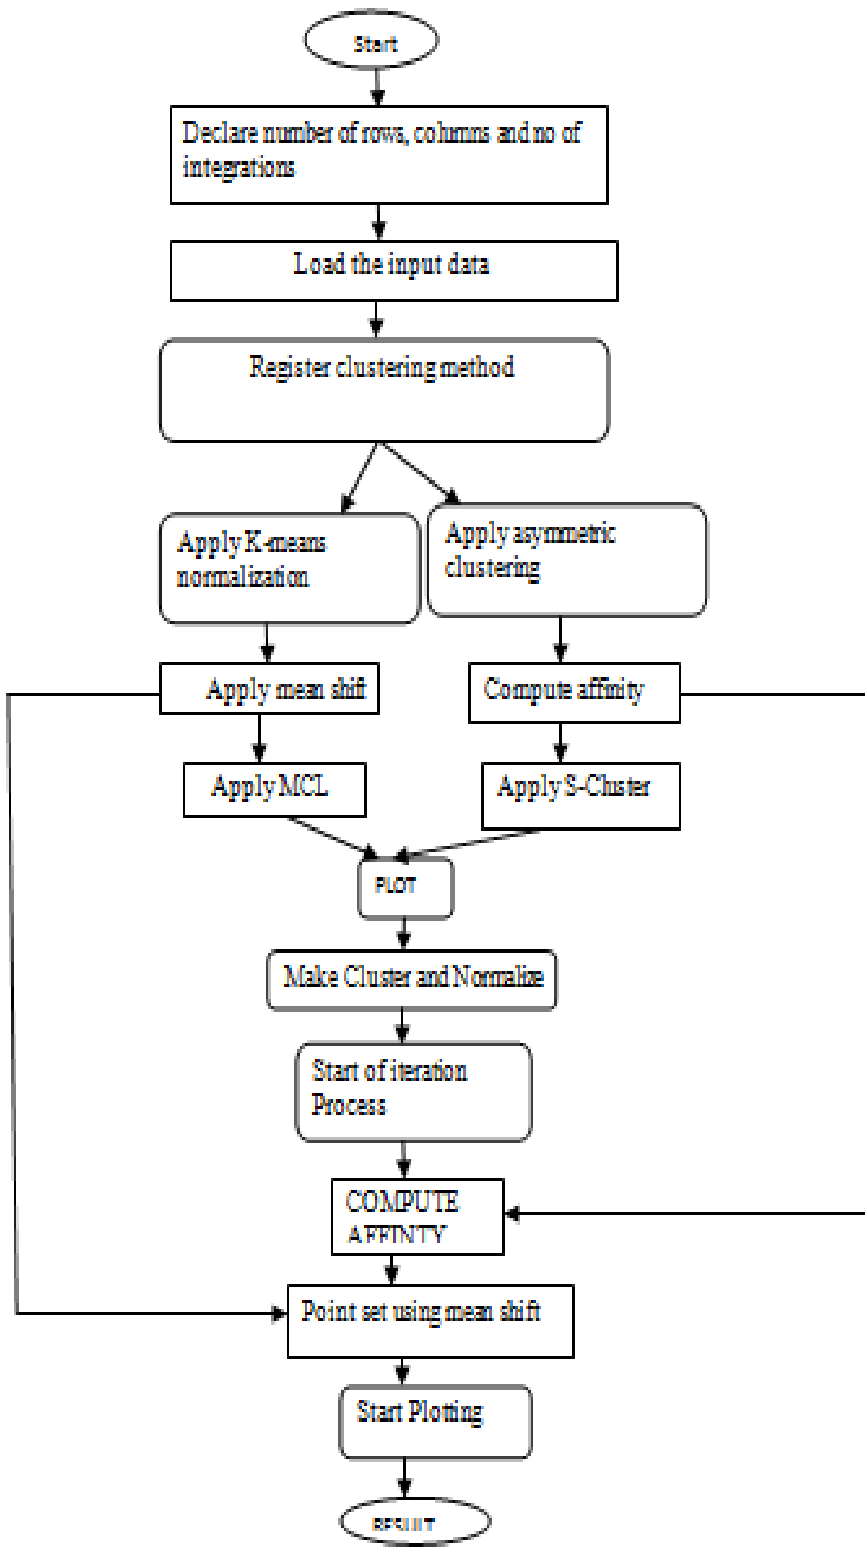 Start
Declare number of rows, columns and no of
integrations
Load the input data
Register clustering method
Apply K-means
normalization
Apply asymmetric
clustering
Apply mean shift
Compute affinity
Apply MCL
Apply S-Cluster
PLOT
Make Cluster and Normalize
Start of iteration
Process
COMPUTE
AFFINTY
Point set using mean shift
Start Plotting
RESULT